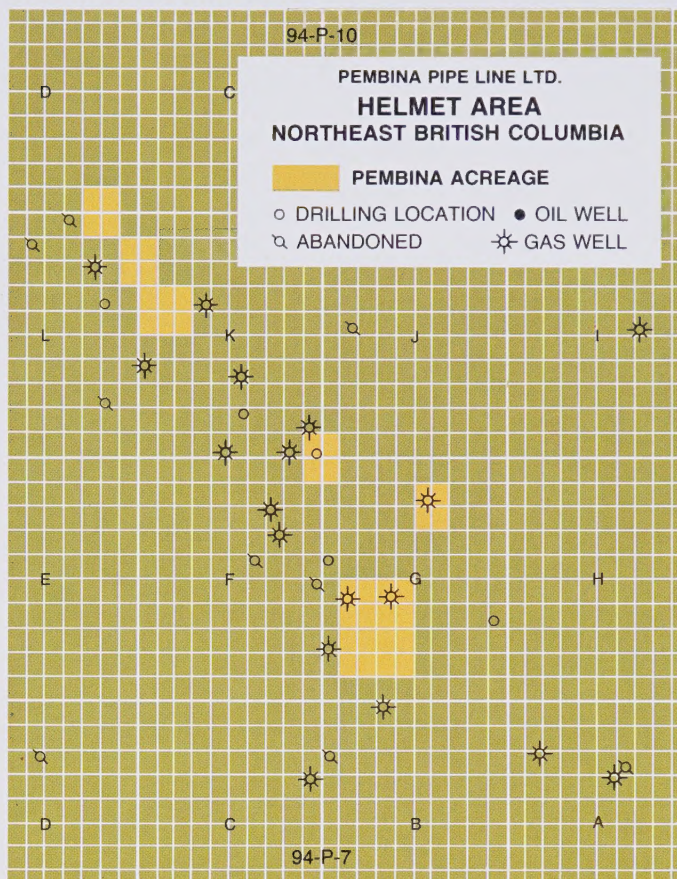 94-P-10
D C
PEMBINA PIPE LINE LTD.
HELMET AREA
NORTHEAST BRITISH COLUMBIA
PEMBINA ACREAGE
DRILLING LOCATION OIL WELL
ABANDONED GAS WELL
L K J I
E F G H
D C B A
94-P-7